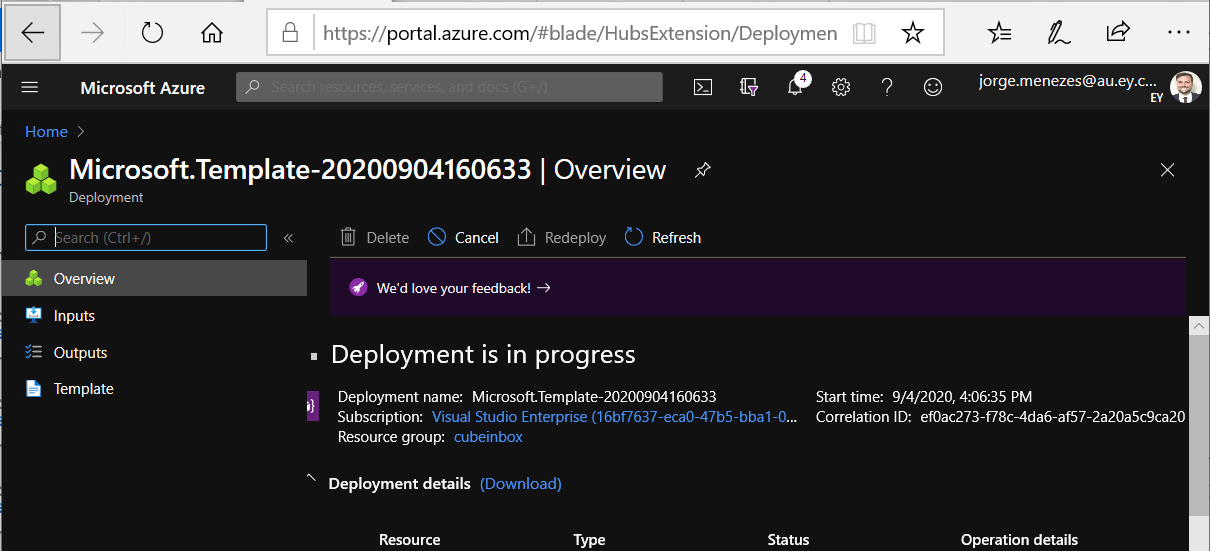 https://portal.azure.com/#blade/HubsExtension/Deploymen
Microsoft Azure
Search resources, services, and docs (G+/)
4
jorge.menezes@au.ey.c...
EY
Home
Microsoft.Template-20200904160633 | Overview
Deployment
Search (Ctrl+/)
«
Delete
Cancel
Redeploy
Refresh
Overview
Inputs
Outputs
Template
We'd love your feedback! →
Deployment is in progress
Deployment name: Microsoft.Template-20200904160633
Start time: 9/4/2020, 4:06:35 PM
Subscription: Visual Studio Enterprise (16bf7637-eca0-47b5-bba1-0...
Correlation ID: ef0ac273-f78c-4da6-af57-2a20a5c9ca20
Resource group: cubeinbox
Deployment details (Download)
Resource Type Status Operation details